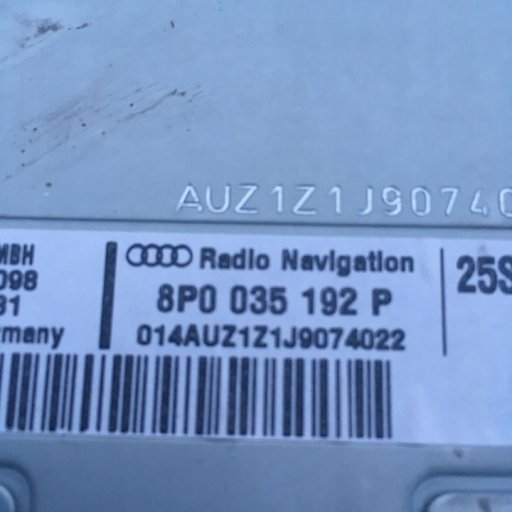 AUZ1Z1J90740
MBH
Radio Navigation
25S
098
8P0 035 192 P
31
many
014AUZ1Z1J9074022